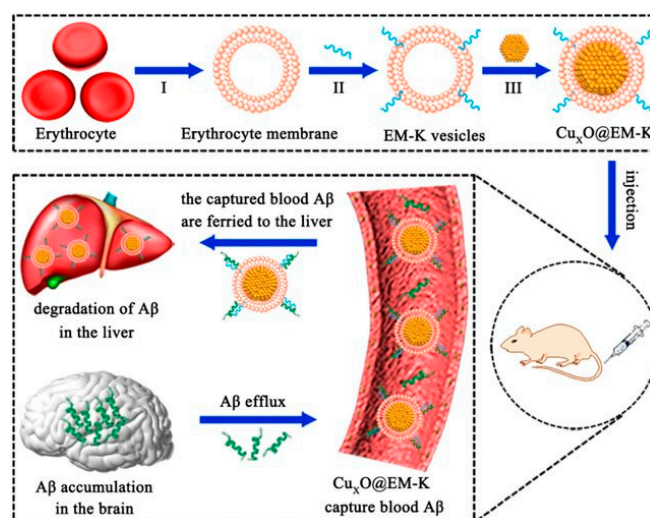 I
II
III
Erythrocyte
Erythrocyte membrane
EM-K vesicles
CuₓO@EM-K
injection
the captured blood Aβ
are ferried to the liver
degradation of Aβ
in the liver
Aβ efflux
Aβ accumulation
in the brain
CuₓO@EM-K
capture blood Aβ